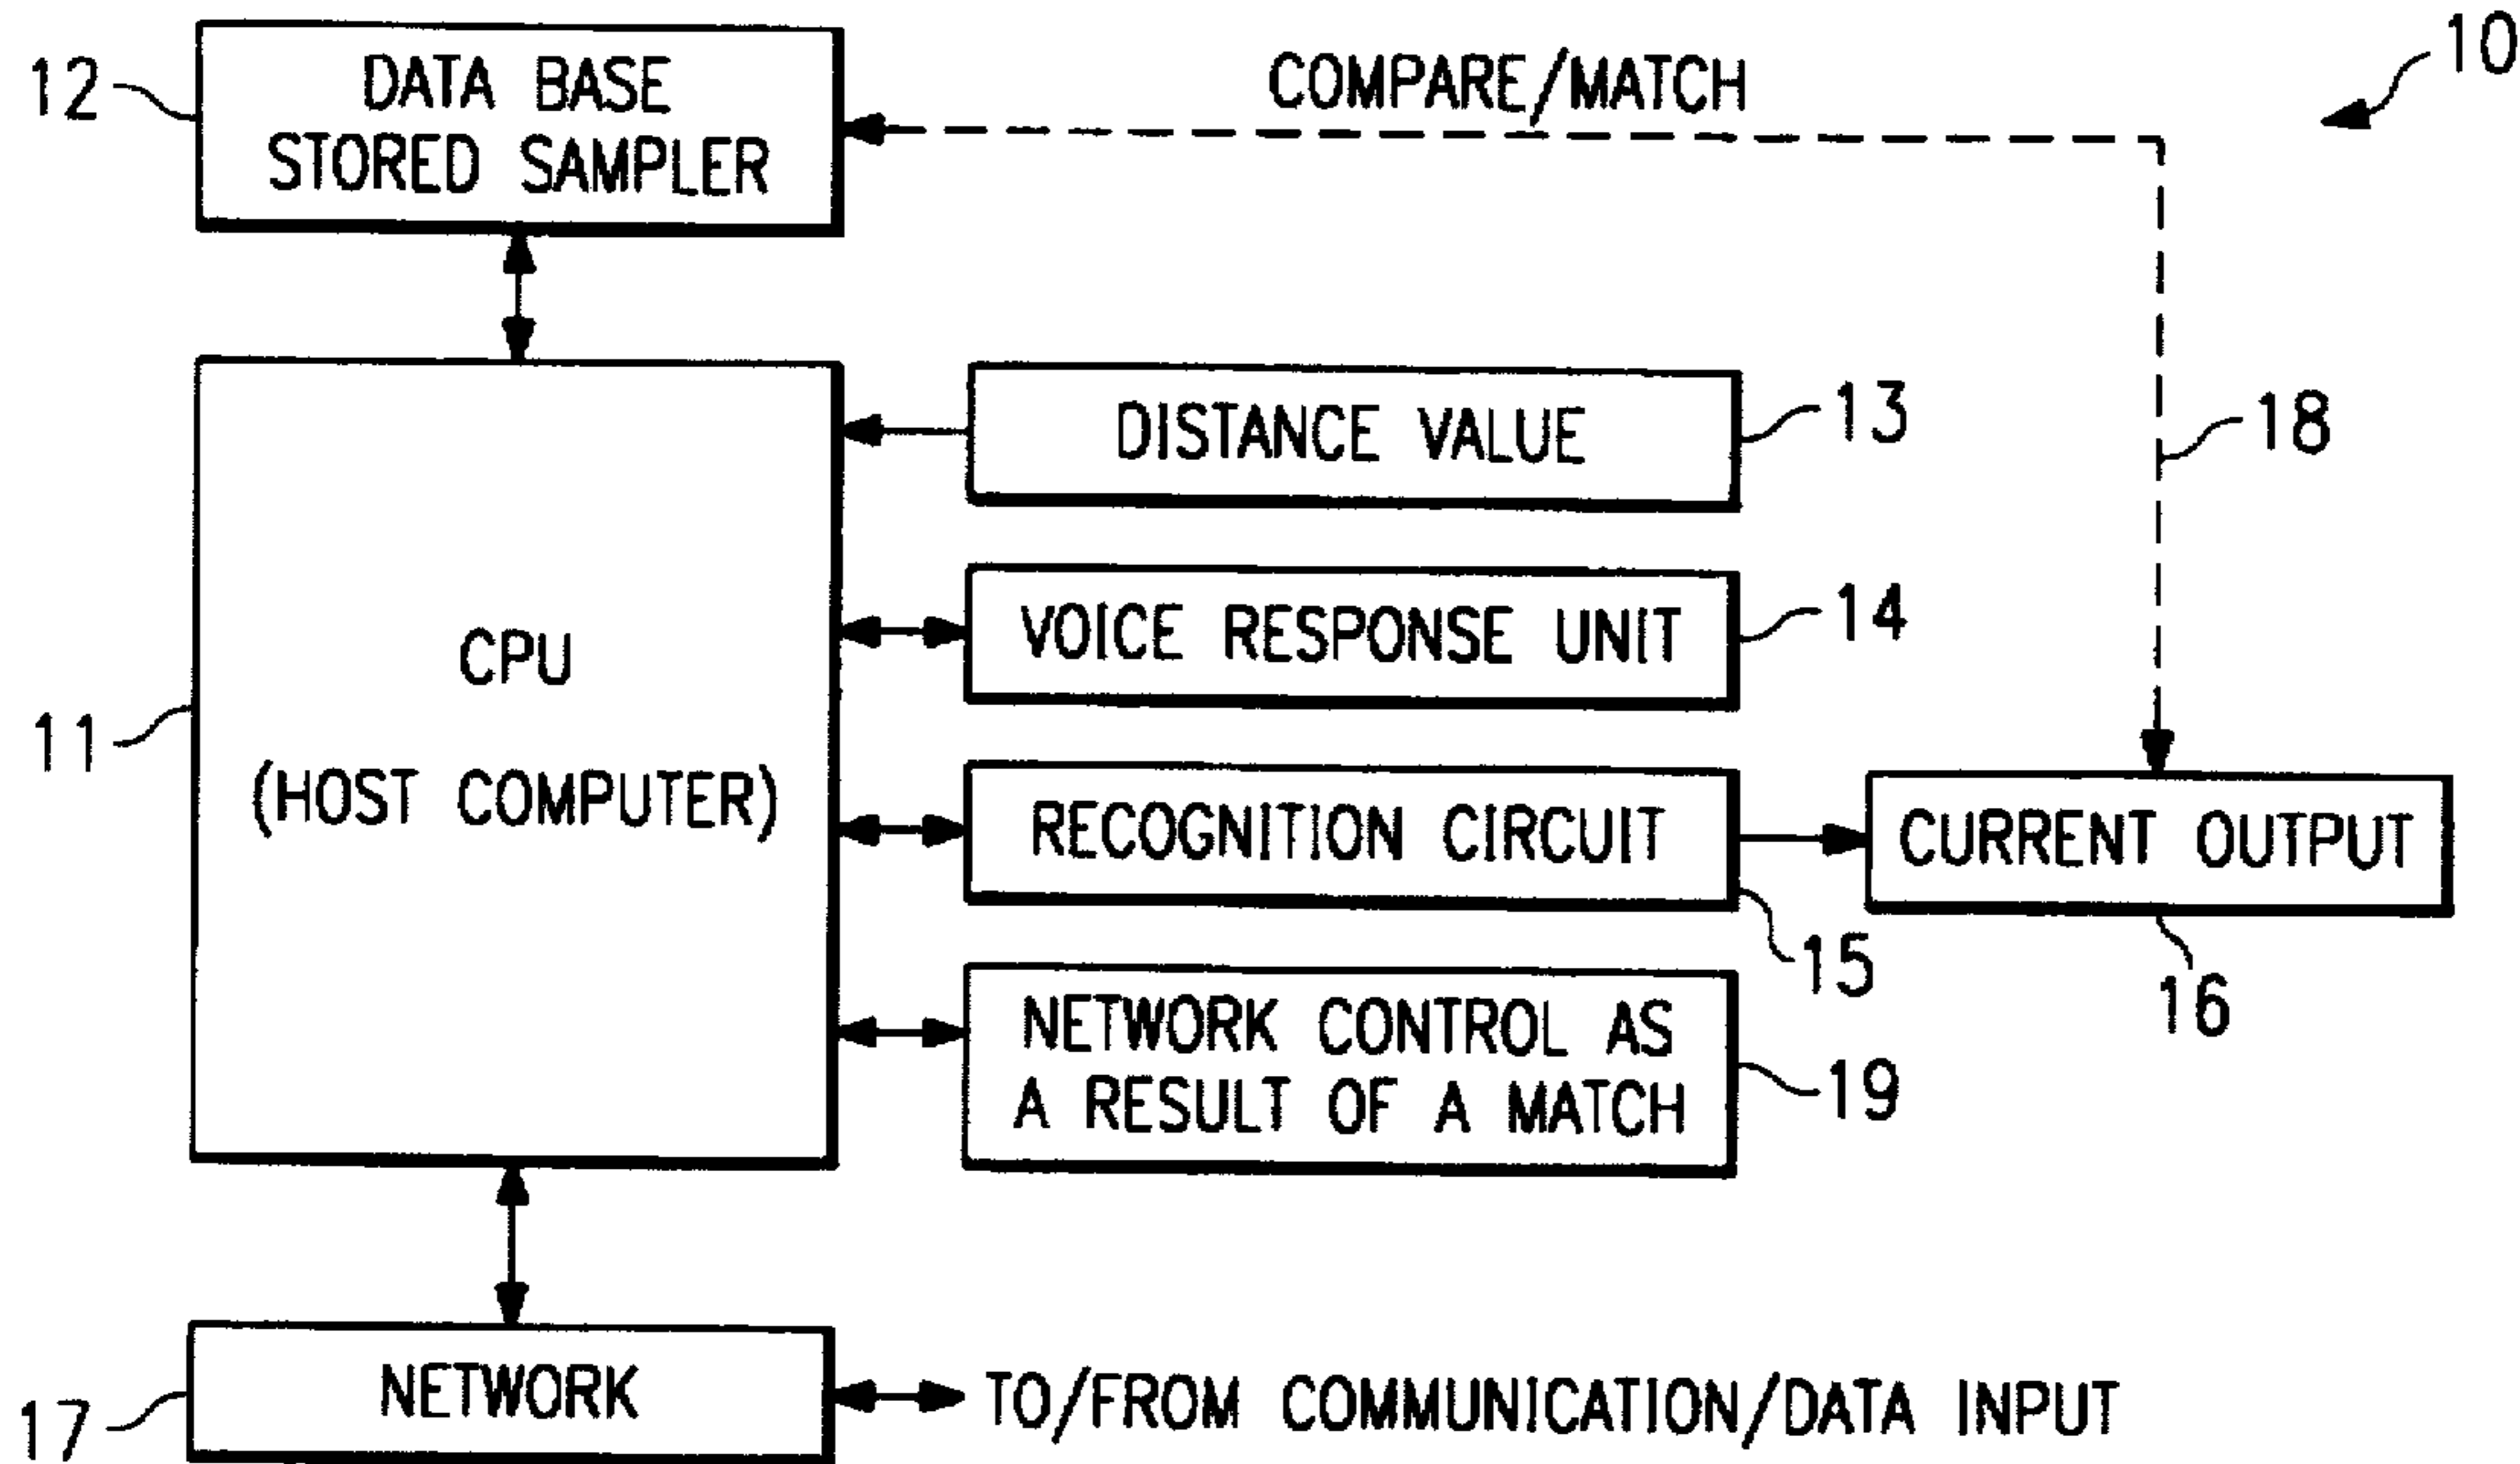 10
12
DATA BASE
STORED SAMPLER
COMPARE/MATCH
18
11
CPU
(HOST COMPUTER)
DISTANCE VALUE
13
VOICE RESPONSE UNIT
14
RECOGNITION CIRCUIT
15
CURRENT OUTPUT
16
NETWORK CONTROL AS
A RESULT OF A MATCH
19
17
NETWORK
TO/FROM COMMUNICATION/DATA INPUT